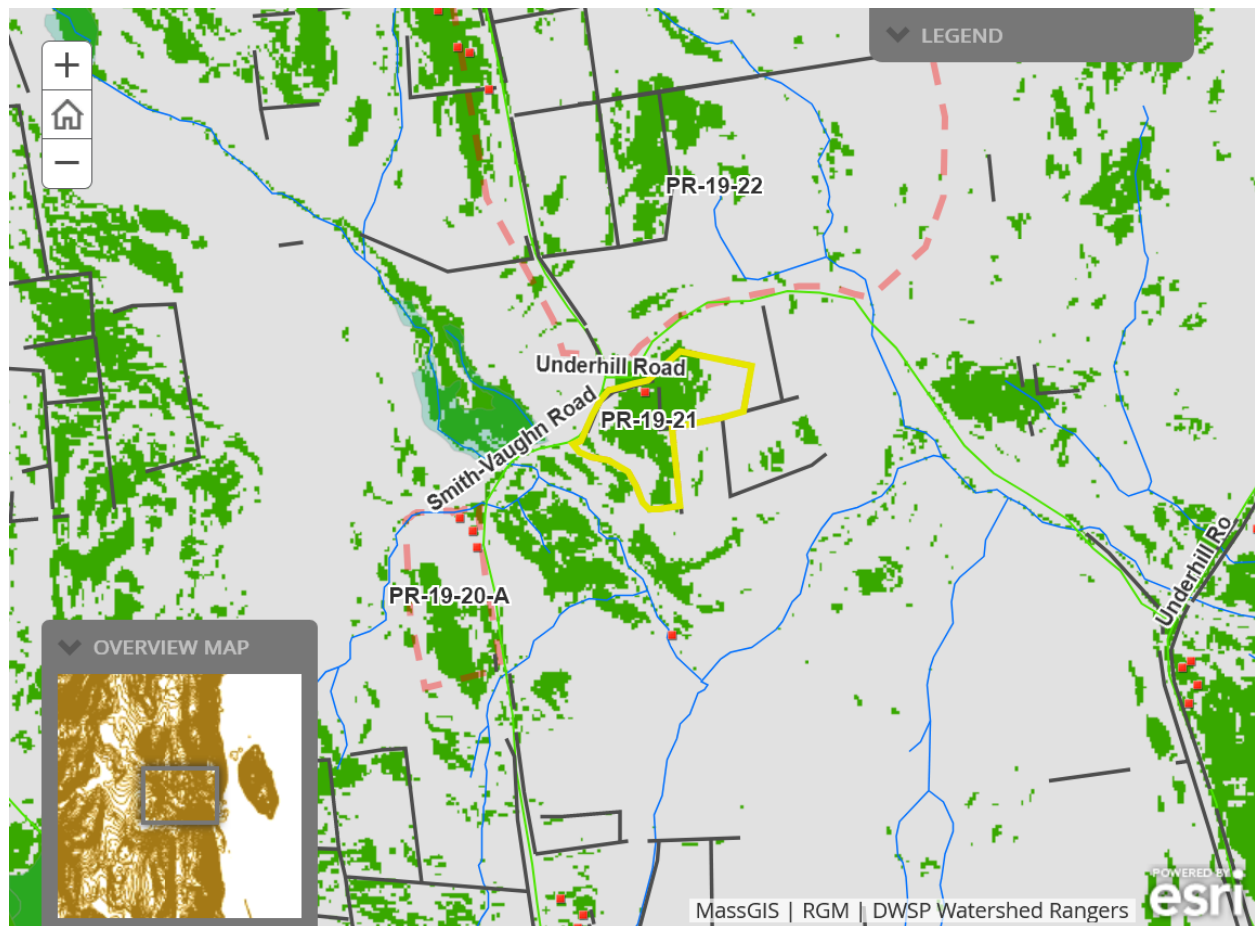 LEGEND
+
−
PR-19-22
Underhill Road
Smith-Vaughn Road
PR-19-21
Underhill Ro
PR-19-20-A
OVERVIEW MAP
MassGIS | RGM | DWSP Watershed Rangers
POWERED BY
esri